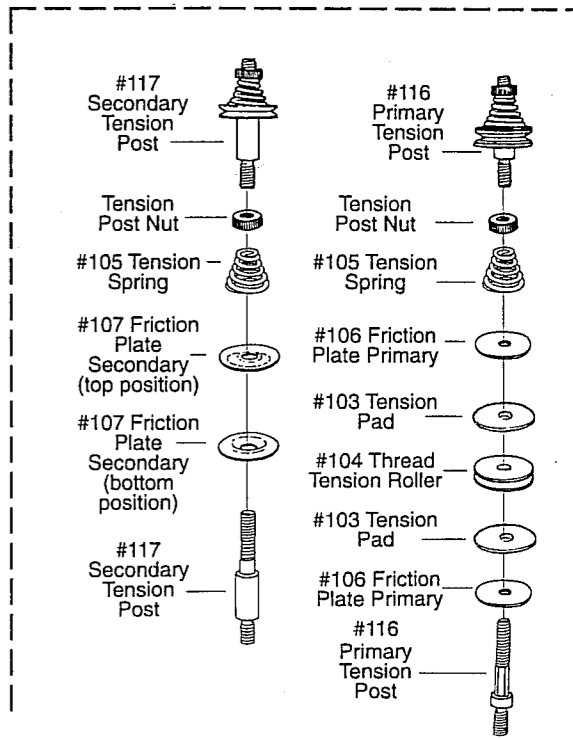 #117
Secondary
Tension
Post
Tension
Post Nut
#105 Tension
Spring
#107 Friction
Plate
Secondary
(top position)
#107 Friction
Plate
Secondary
(bottom
position)
#117
Secondary
Tension
Post
#116
Primary
Tension
Post
Tension
Post Nut
#105 Tension
Spring
#106 Friction
Plate Primary
#103 Tension
Pad
#104 Thread
Tension Roller
#103 Tension
Pad
#106 Friction
Plate Primary
#116
Primary
Tension
Post